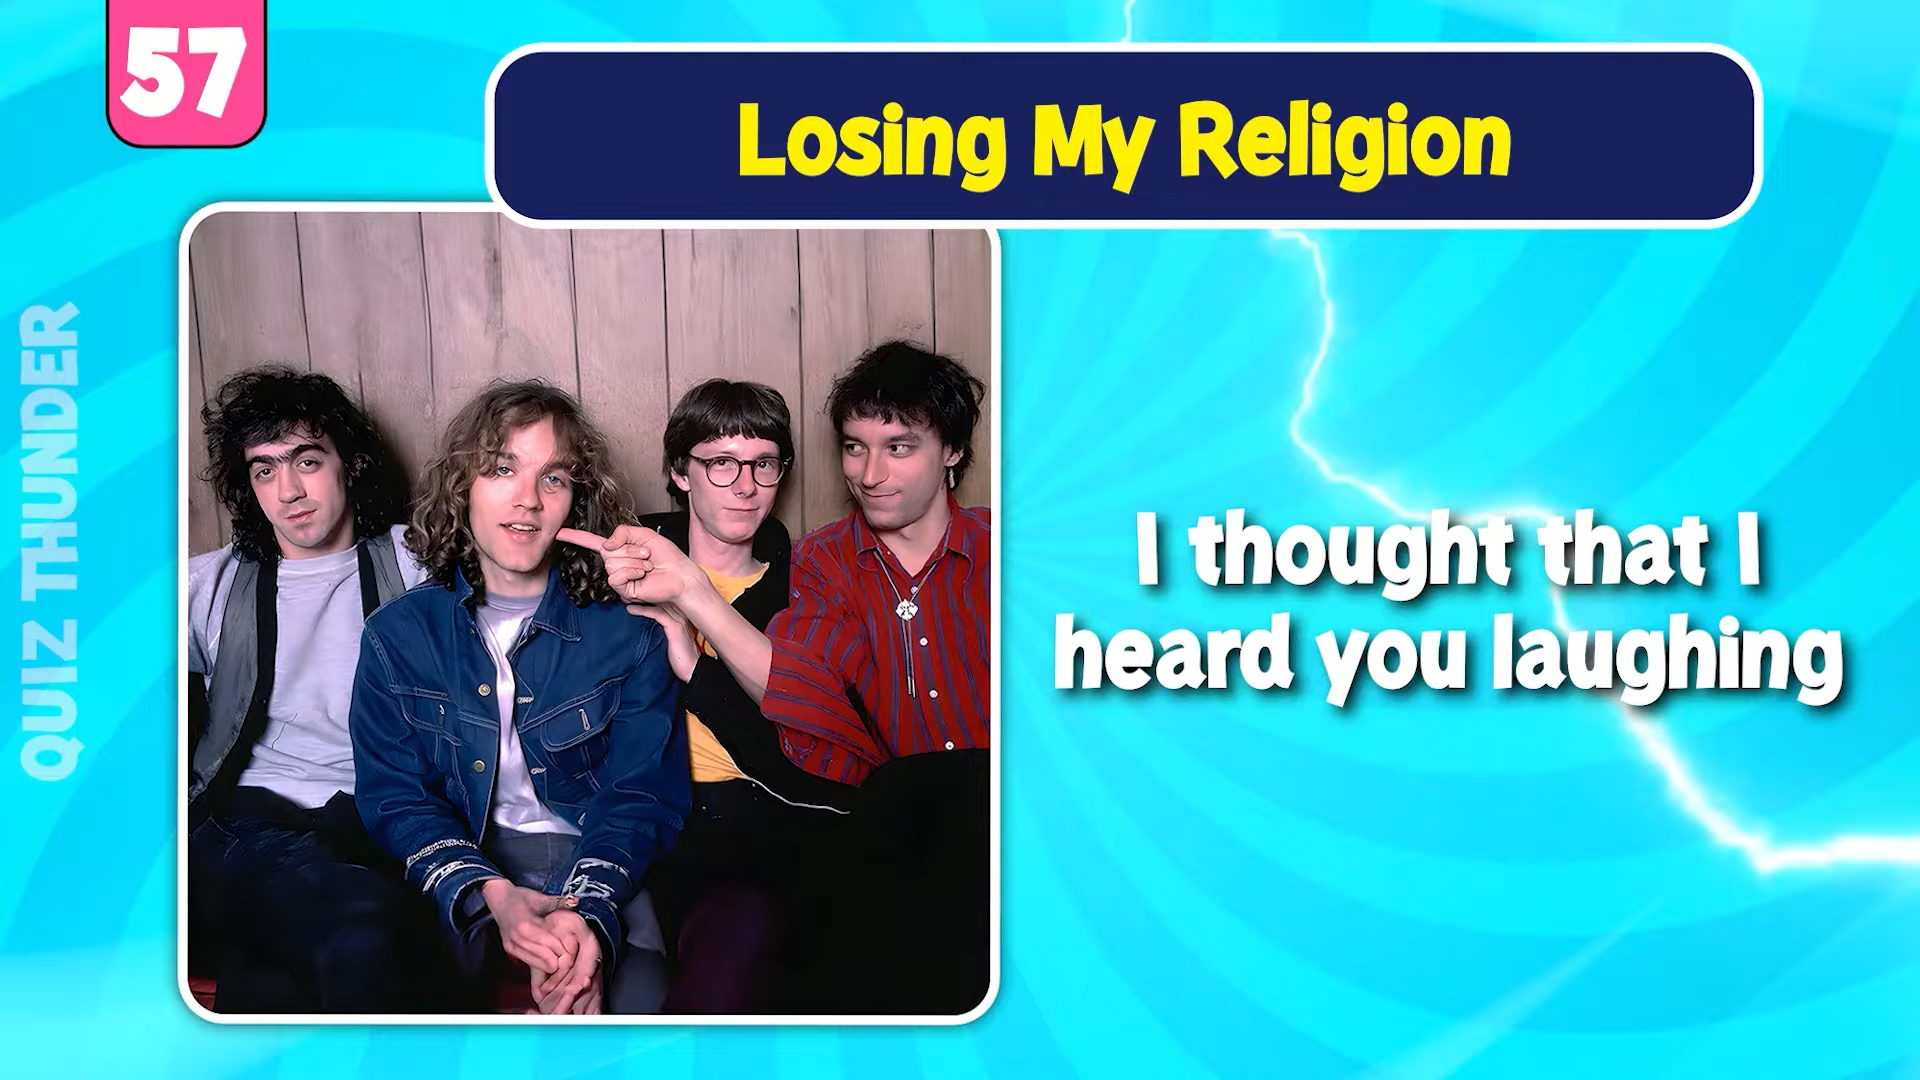 57
Losing My Religion
QUIZ THUNDER
I thought that I
heard you laughing